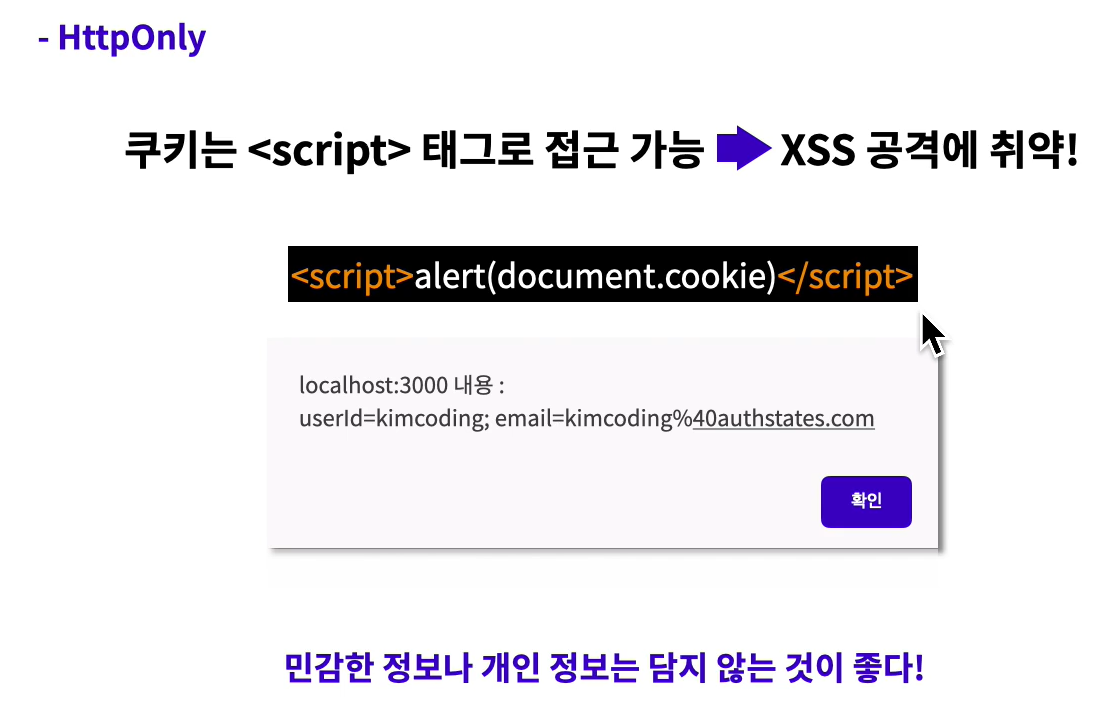 - HttpOnly
쿠키는 <script> 태그로 접근 가능 ➡ XSS 공격에 취약!
<script>alert(document.cookie)</script>
localhost:3000 내용 :
userId=kimcoding; email=kimcoding%40authstates.com
확인
민감한 정보나 개인 정보는 담지 않는 것이 좋다!